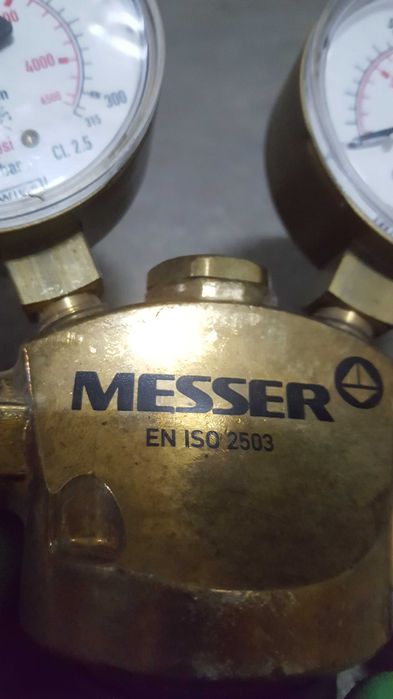 4000
4500
300
315
psi
bar
CL 2.5
MESSER
EN ISO 2503